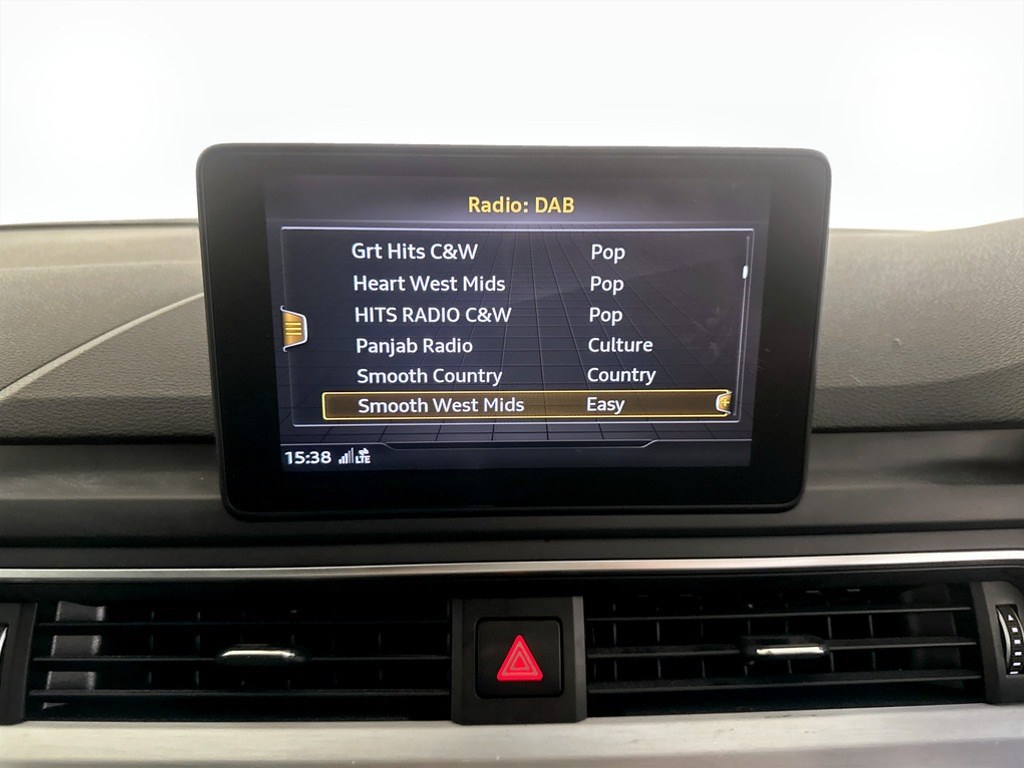 Radio: DAB
Grt Hits C&W Pop
Heart West Mids Pop
HITS RADIO C&W Pop
Panjab Radio Culture
Smooth Country Country
Smooth West Mids Easy
15:38 LTE